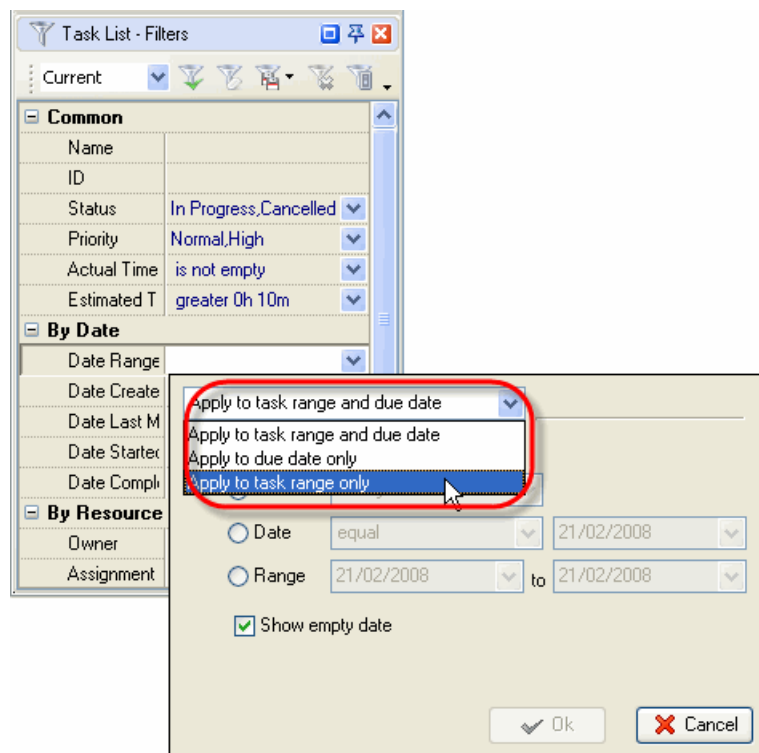 Task List - Filters
Current
Common
Name
ID
Status In Progress,Cancelled
Priority Normal,High
Actual Time is not empty
Estimated T greater 0h 10m
By Date
Date Range
Date Create
Date Last M
Date Started
Date Comple
By Resource
Owner
Assignment
Apply to task range and due date
Apply to task range and due date
Apply to due date only
Apply to task range only
Date equal 21/02/2008
Range 21/02/2008 to 21/02/2008
Show empty date
Ok Cancel